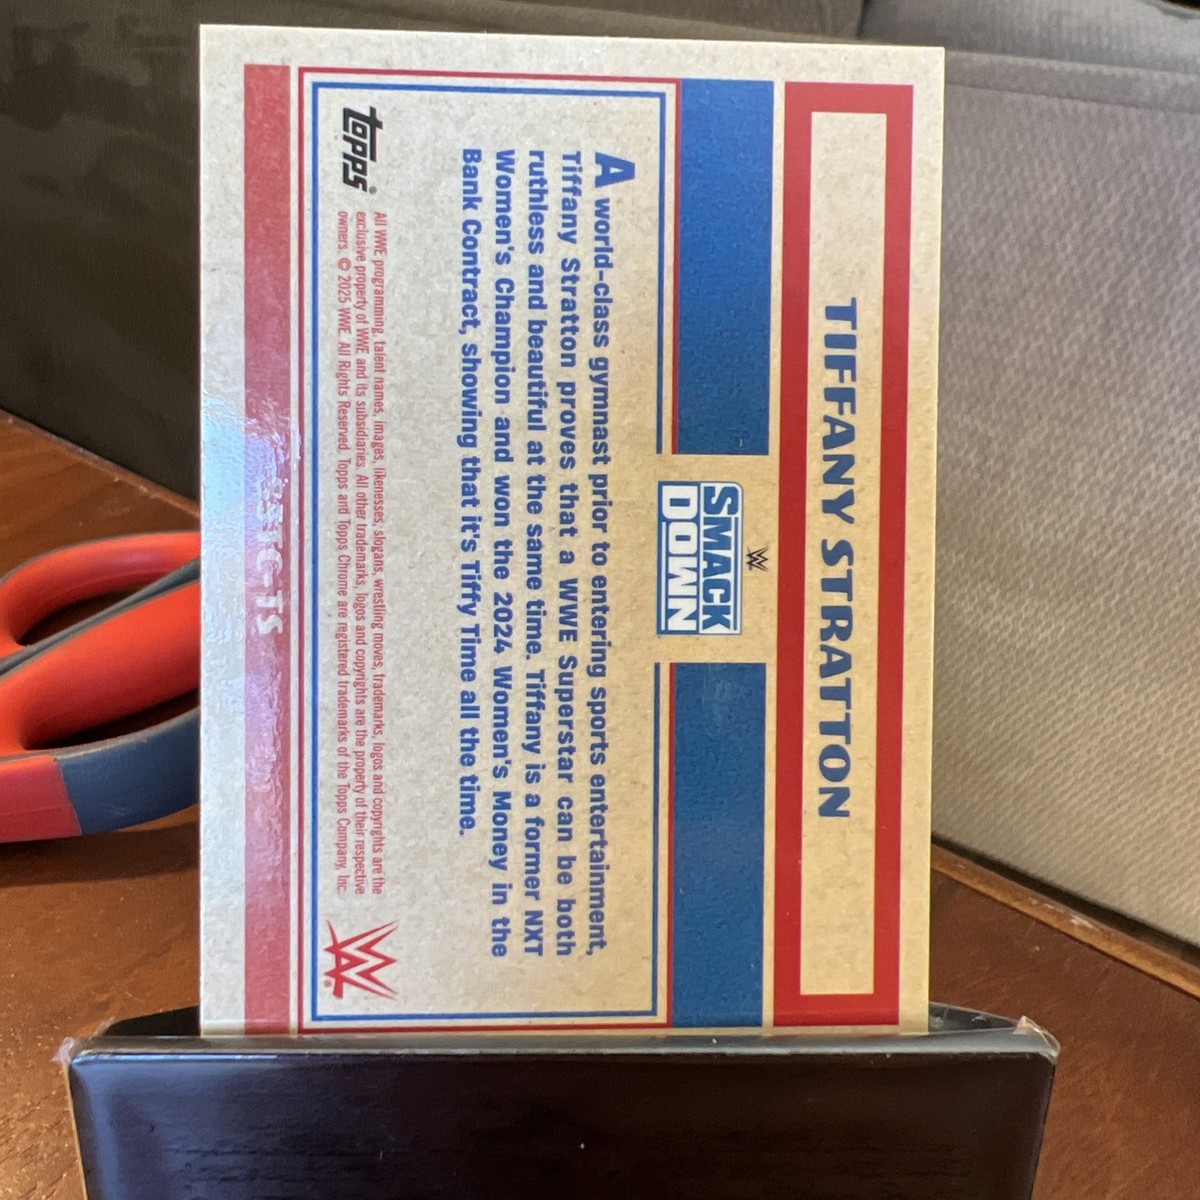 TIFFANY STRATTON
W
SMACK
DOWN
A world-class gymnast prior to entering sports entertainment,
Tiffany Stratton proves that a WWE Superstar can be both
ruthless and beautiful at the same time. Tiffany is a former NXT
Women's Champion and won the 2024 Women's Money in the
Bank Contract, showing that it's Tiffy Time all the time.
topps®
All WWE programming, talent names, images, likenesses, slogans, wrestling moves, trademarks, logos and copyrights are the
exclusive property of WWE and its subsidiaries. All other trademarks, logos and copyrights are the property of their respective
owners. © 2025 WWE. All Rights Reserved. Topps and Topps Chrome are registered trademarks of the Topps Company, Inc.
W®
TC-TS